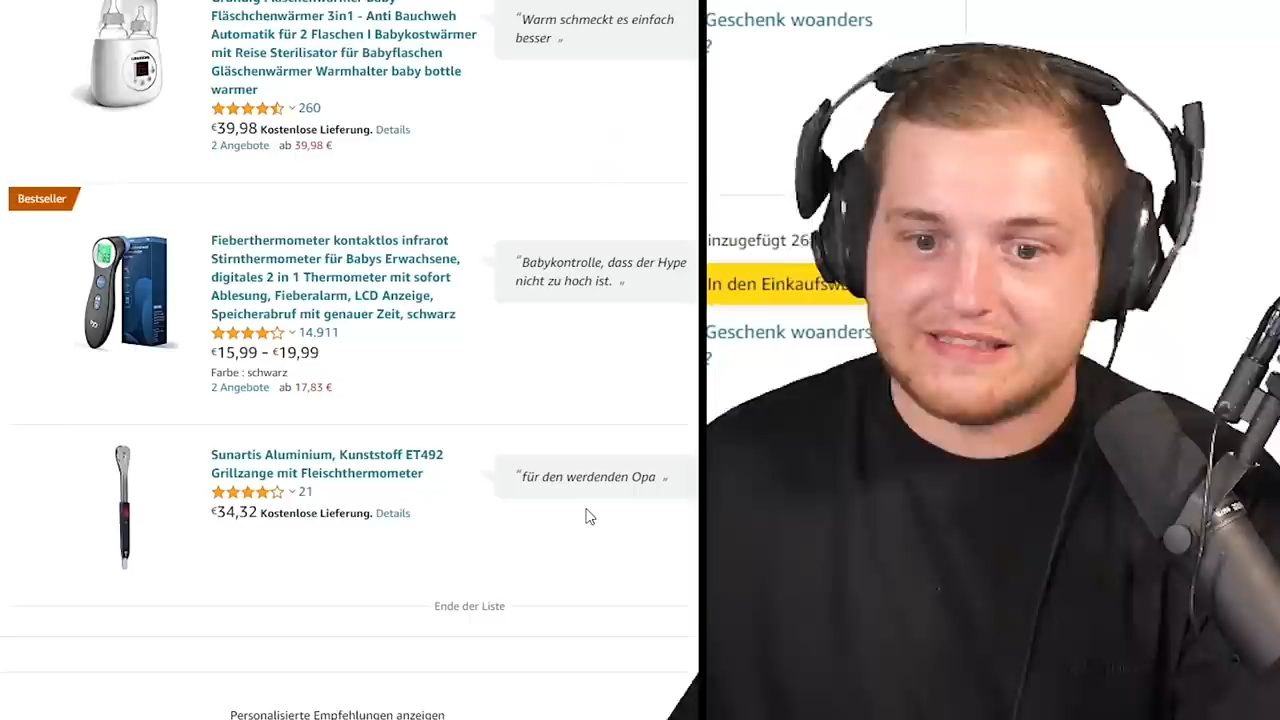 Grundig Flaschenwärmer Baby
Fläschchenwärmer 3in1 - Anti Bauchweh
Automatik für 2 Flaschen I Babykostwärmer
mit Reise Sterilisator für Babyflaschen
Gläschenwärmer Warmhalter baby bottle
warmer
260
€39,98 Kostenlose Lieferung. Details
2 Angebote ab 39,98 €
“Warm schmeckt es einfach
besser „
Bestseller
Fieberthermometer kontaktlos infrarot
Stirnthermometer für Babys Erwachsene,
digitales 2 in 1 Thermometer mit sofort
Ablesung, Fieberalarm, LCD Anzeige,
Speicherabruf mit genauer Zeit, schwarz
14.911
€15,99 - €19,99
Farbe : schwarz
2 Angebote ab 17,83 €
“Babykontrolle, dass der Hype
nicht zu hoch ist. „
Sunartis Aluminium, Kunststoff ET492
Grillzange mit Fleischthermometer
21
€34,32 Kostenlose Lieferung. Details
“für den werdenden Opa „
Ende der Liste
Personalisierte Empfehlungen anzeigen
Geschenk woanders
?
inzugefügt 26
In den Einkaufsw
Geschenk woanders
?